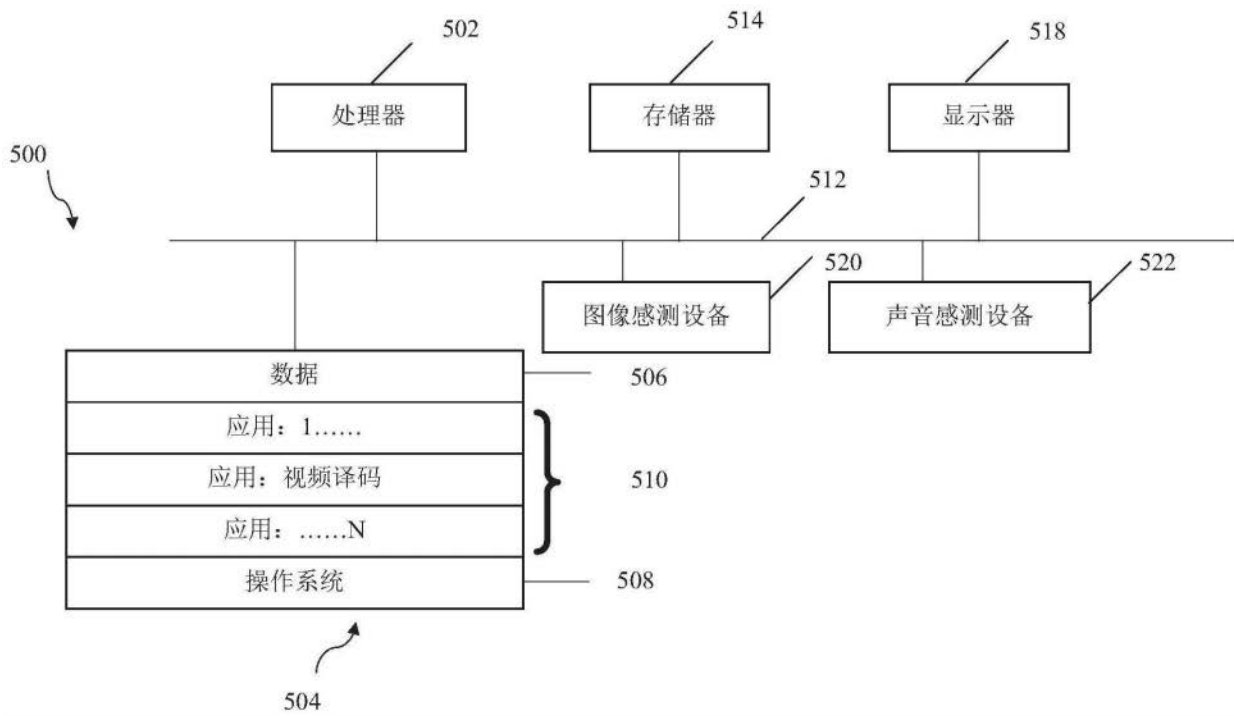 502
514
518
处理器
存储器
显示器
500
512
520
522
图像感测设备
声音感测设备
数据
506
应用：1……
应用：视频译码
510
应用：……N
操作系统
508
504